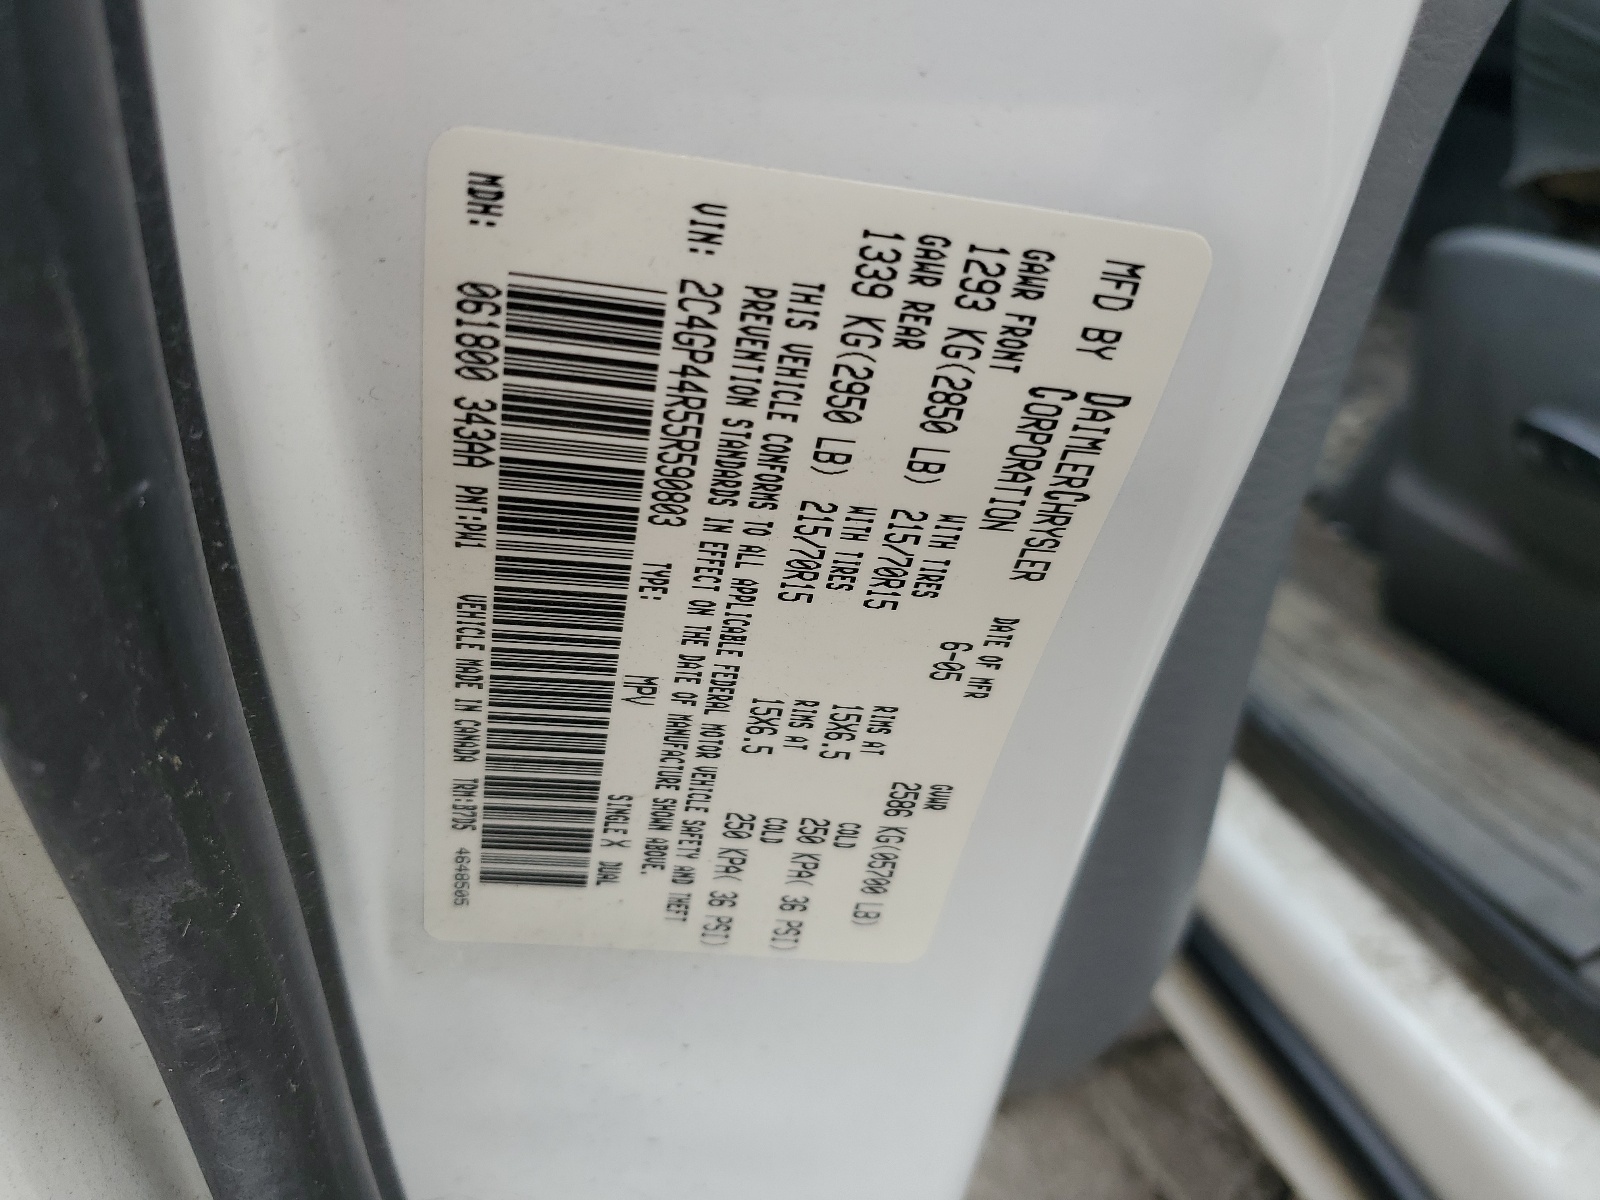 MFD BY DAIMLERCHRYSLER CORPORATION
DATE OF MFR 6-05
GVWR 2586 KG(05700 LB)
GAWR FRONT WITH TIRES RIMS AT COLD
1293 KG(2850 LB) 215/70R15 15X6.5 250 KPA( 36 PSI)
GAWR REAR WITH TIRES RIMS AT COLD
1339 KG(2950 LB) 215/70R15 15X6.5 250 KPA( 36 PSI)
THIS VEHICLE CONFORMS TO ALL APPLICABLE FEDERAL MOTOR VEHICLE SAFETY AND THEFT
PREVENTION STANDARDS IN EFFECT ON THE DATE OF MANUFACTURE SHOWN ABOVE.
VIN: 2C4GP44R55R590803 TYPE: MPV SINGLE X DUAL
MDH: 061800 343AA PNT:PW1 VEHICLE MADE IN CANADA TRM:B7D5 4648505